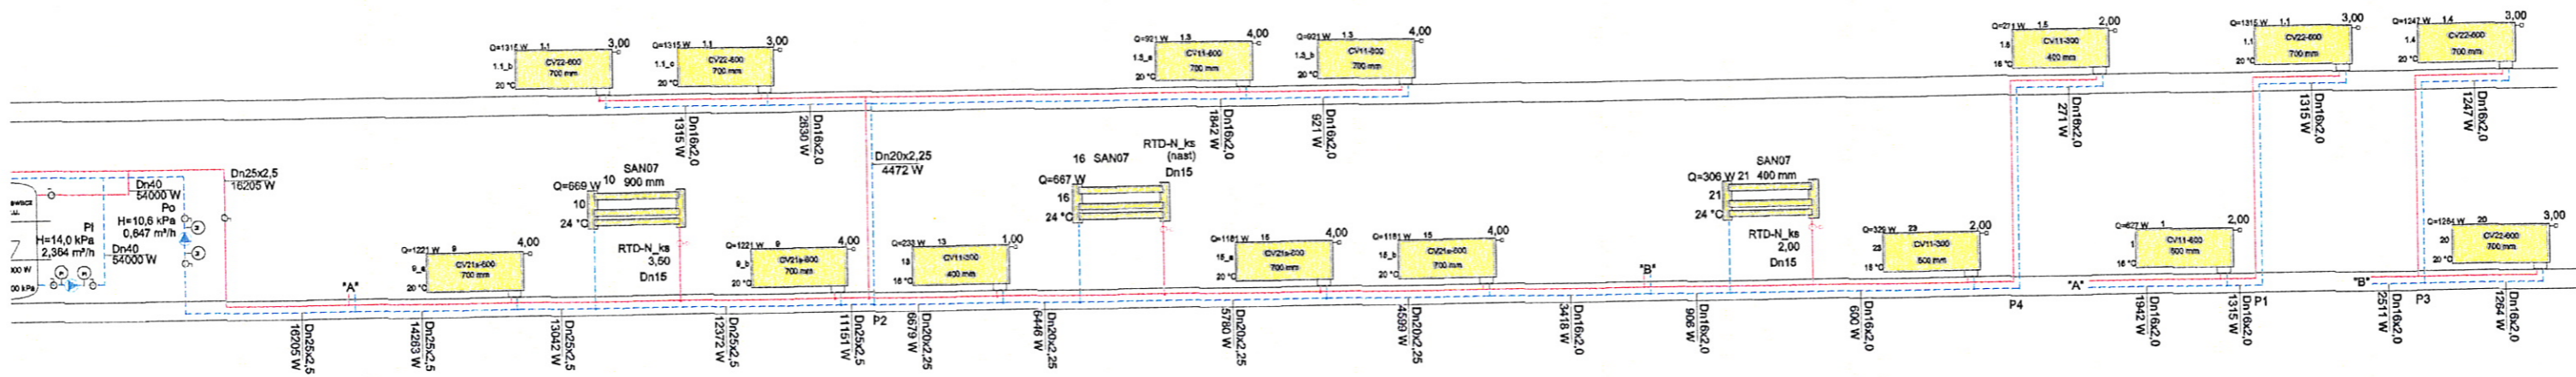 Q=1315 W 1.1 3,00
1.1_b
CV22-600
700 mm
20 °C
Q=1315 W 1.1 3,00
1.1_c
CV22-600
700 mm
20 °C
Q=921 W 1.3 4,00
1.3_a
CV11-600
700 mm
20 °C
Q=921 W 1.3 4,00
1.3_b
CV11-600
700 mm
20 °C
Q=271 W 1.5 2,00
1.5
CV11-300
400 mm
16 °C
Q=1315 W 1.1 3,00
1.1
CV22-600
700 mm
20 °C
Q=1247 W 1.4 3,00
1.4
CV22-600
700 mm
20 °C
Dn16x2,0
1315 W
Dn16x2,0
2630 W
Dn16x2,0
1842 W
Dn16x2,0
921 W
Dn16x2,0
271 W
Dn16x2,0
1315 W
Dn16x2,0
1247 W
Dn20x2,25
4472 W
Dn25x2,5
16205 W
Dn40
54000 W
Po
H=10,6 kPa
0,647 m³/h
Pi
H=14,0 kPa
2,364 m³/h
Dn40
54000 W
SAN07
Q=669 W 10 900 mm
10
24 °C
RTD-N_ks
3,50
Dn15
16 SAN07
Q=667 W
16
24 °C
RTD-N_ks
(nast)
Dn15
SAN07
Q=306 W 21 400 mm
21
24 °C
RTD-N_ks
2,00
Dn15
"A"
Q=1221 W 9 4,00
9_a
CV21s-600
700 mm
20 °C
Q=1221 W 9 4,00
9_b
CV21s-600
700 mm
20 °C
Q=233 W 13 1,00
13
CV11-300
400 mm
16 °C
Q=1181 W 15 4,00
15_a
CV21s-600
700 mm
20 °C
Q=1181 W 15 4,00
15_b
CV21s-600
700 mm
20 °C
"B"
Q=329 W 23 2,00
23
CV11-300
500 mm
15 °C
Q=627 W 1 2,00
1
CV11-600
500 mm
Q=1264 W 20 3,00
20
CV22-600
700 mm
20 °C
"A"
"B"
P2
P4
P1
P3
Dn25x2,5
16205 W
Dn25x2,5
14263 W
Dn25x2,5
13042 W
Dn25x2,5
12372 W
Dn25x2,5
11151 W
Dn20x2,25
6679 W
Dn20x2,25
6446 W
Dn20x2,25
5780 W
Dn20x2,25
4599 W
Dn16x2,0
3418 W
Dn16x2,0
906 W
Dn16x2,0
600 W
Dn16x2,0
1942 W
Dn16x2,0
1315 W
Dn16x2,0
2511 W
Dn16x2,0
1264 W